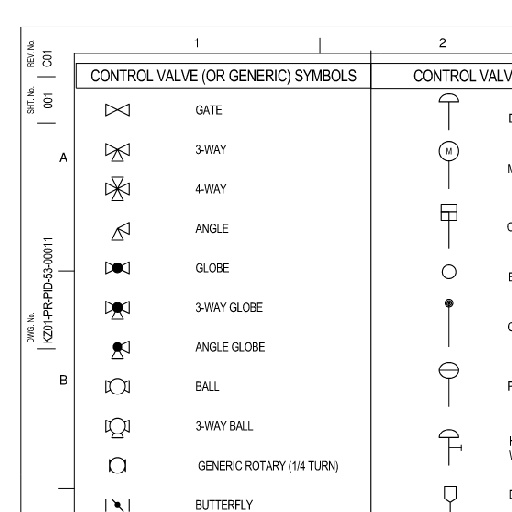 1
2
REV. No.
C01
SHT. No.
001
DWG. No.
KZ01-PR-PID-53-00011
A
B
CONTROL VALVE (OR GENERIC) SYMBOLS
GATE
3-WAY
4-WAY
ANGLE
GLOBE
3-WAY GLOBE
ANGLE GLOBE
BALL
3-WAY BALL
GENERIC ROTARY (1/4 TURN)
BUTTERFLY
CONTROL VALV
M